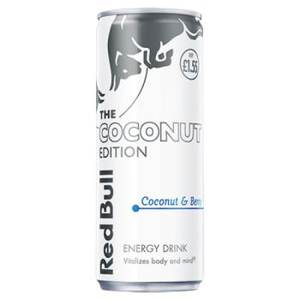 £1.55
THE
COCONUT
EDITION
Red Bull
Coconut & Berry
ENERGY DRINK
Vitalizes body and mind®